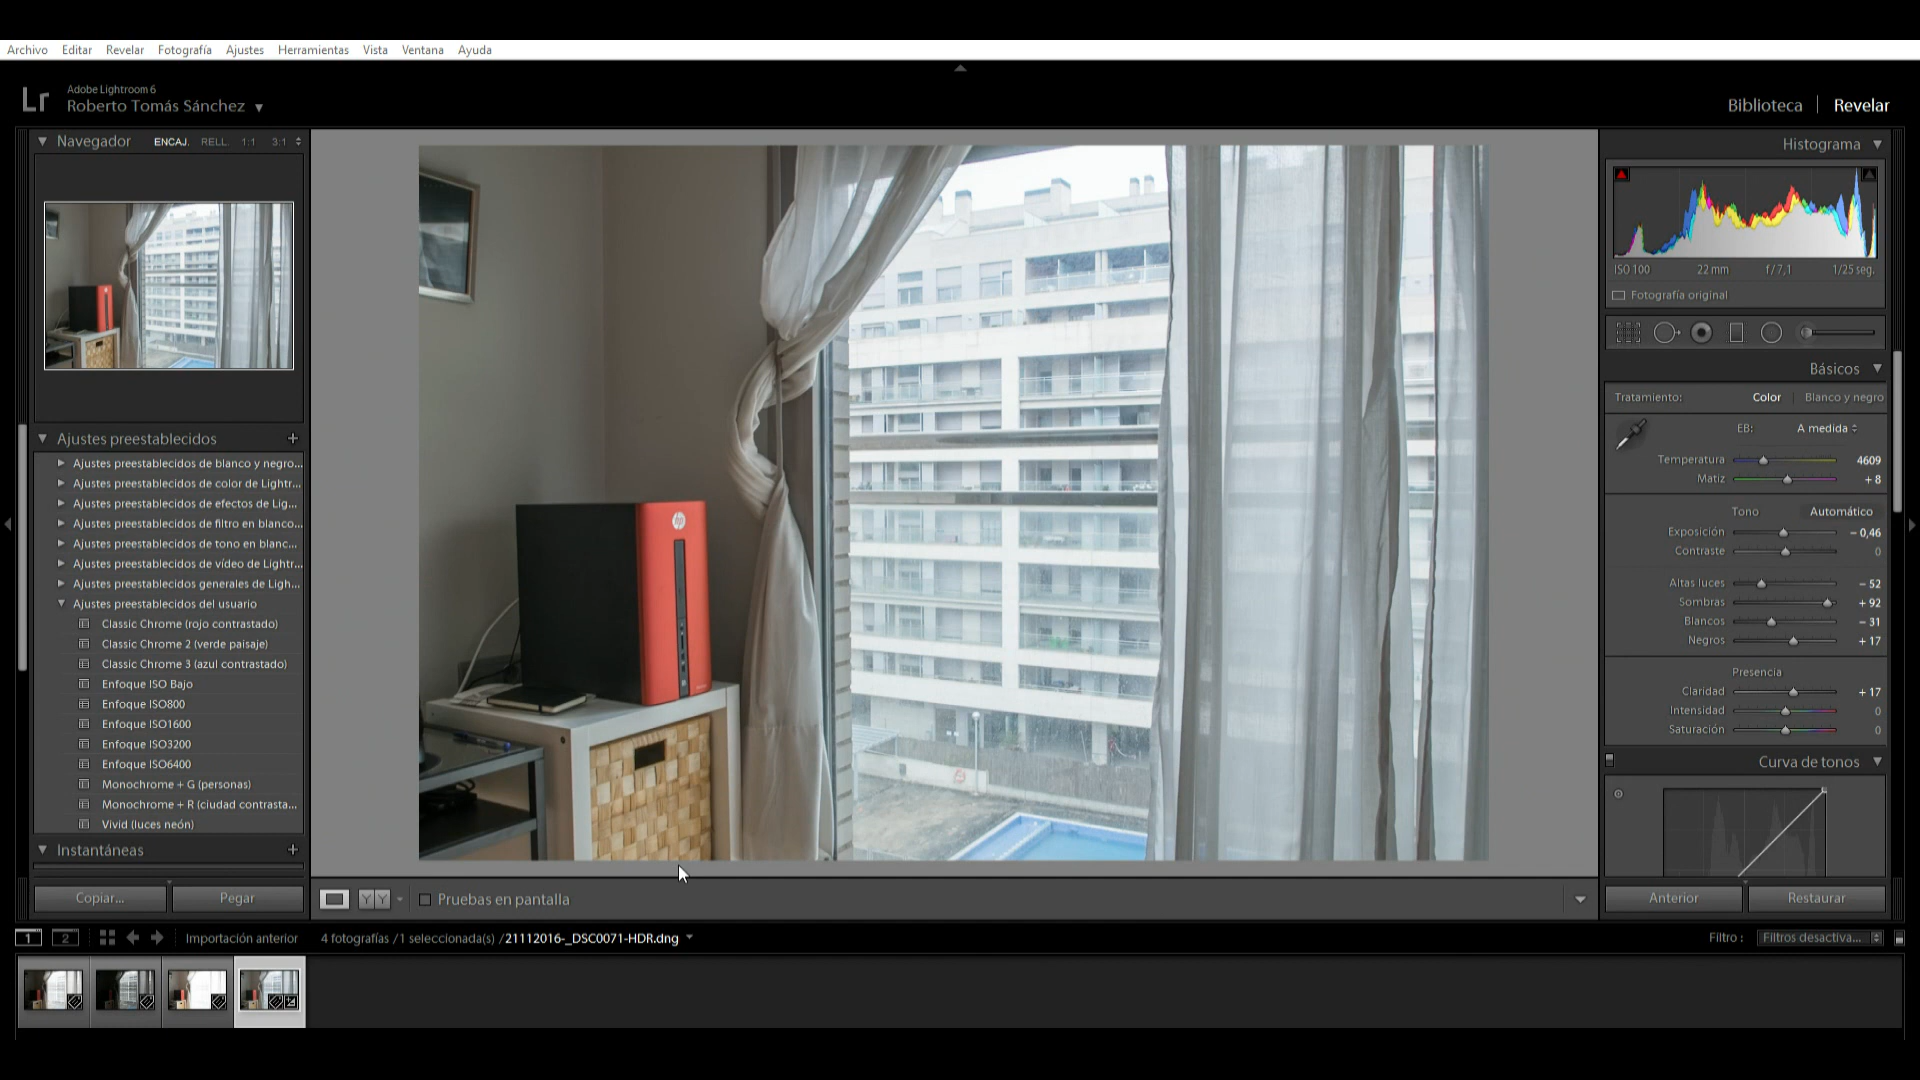 Archivo Editar Revelar Fotografía Ajustes Herramientas Vista Ventana Ayuda
Lr
Adobe Lightroom 6
Roberto Tomás Sánchez
Biblioteca | Revelar
Navegador ENCAJ. RELL. 1:1 3:1
Ajustes preestablecidos +
Ajustes preestablecidos de blanco y negro...
Ajustes preestablecidos de color de Lightr...
Ajustes preestablecidos de efectos de Lig...
Ajustes preestablecidos de filtro en blanco...
Ajustes preestablecidos de tono en blanc...
Ajustes preestablecidos de vídeo de Lightr...
Ajustes preestablecidos generales de Ligh...
Ajustes preestablecidos del usuario
Classic Chrome (rojo contrastado)
Classic Chrome 2 (verde paisaje)
Classic Chrome 3 (azul contrastado)
Enfoque ISO Bajo
Enfoque ISO800
Enfoque ISO1600
Enfoque ISO3200
Enfoque ISO6400
Monochrome + G (personas)
Monochrome + R (ciudad contrasta...
Vivid (luces neón)
Instantáneas +
Copiar... Pegar
hp
YY Pruebas en pantalla
Histograma
ISO 100 22 mm f/7,1 1/25 seg.
Fotografía original
Básicos
Tratamiento: Color | Blanco y negro
EB: A medida
Temperatura 4609
Matiz + 8
Tono Automático
Exposición − 0,46
Contraste 0
Altas luces − 52
Sombras + 92
Blancos − 31
Negros + 17
Presencia
Claridad + 17
Intensidad 0
Saturación 0
Curva de tonos
Anterior Restaurar
1 2 Importación anterior 4 fotografías /1 seleccionada(s) /21112016-_DSC0071-HDR.dng
Filtro : Filtros desactiva...